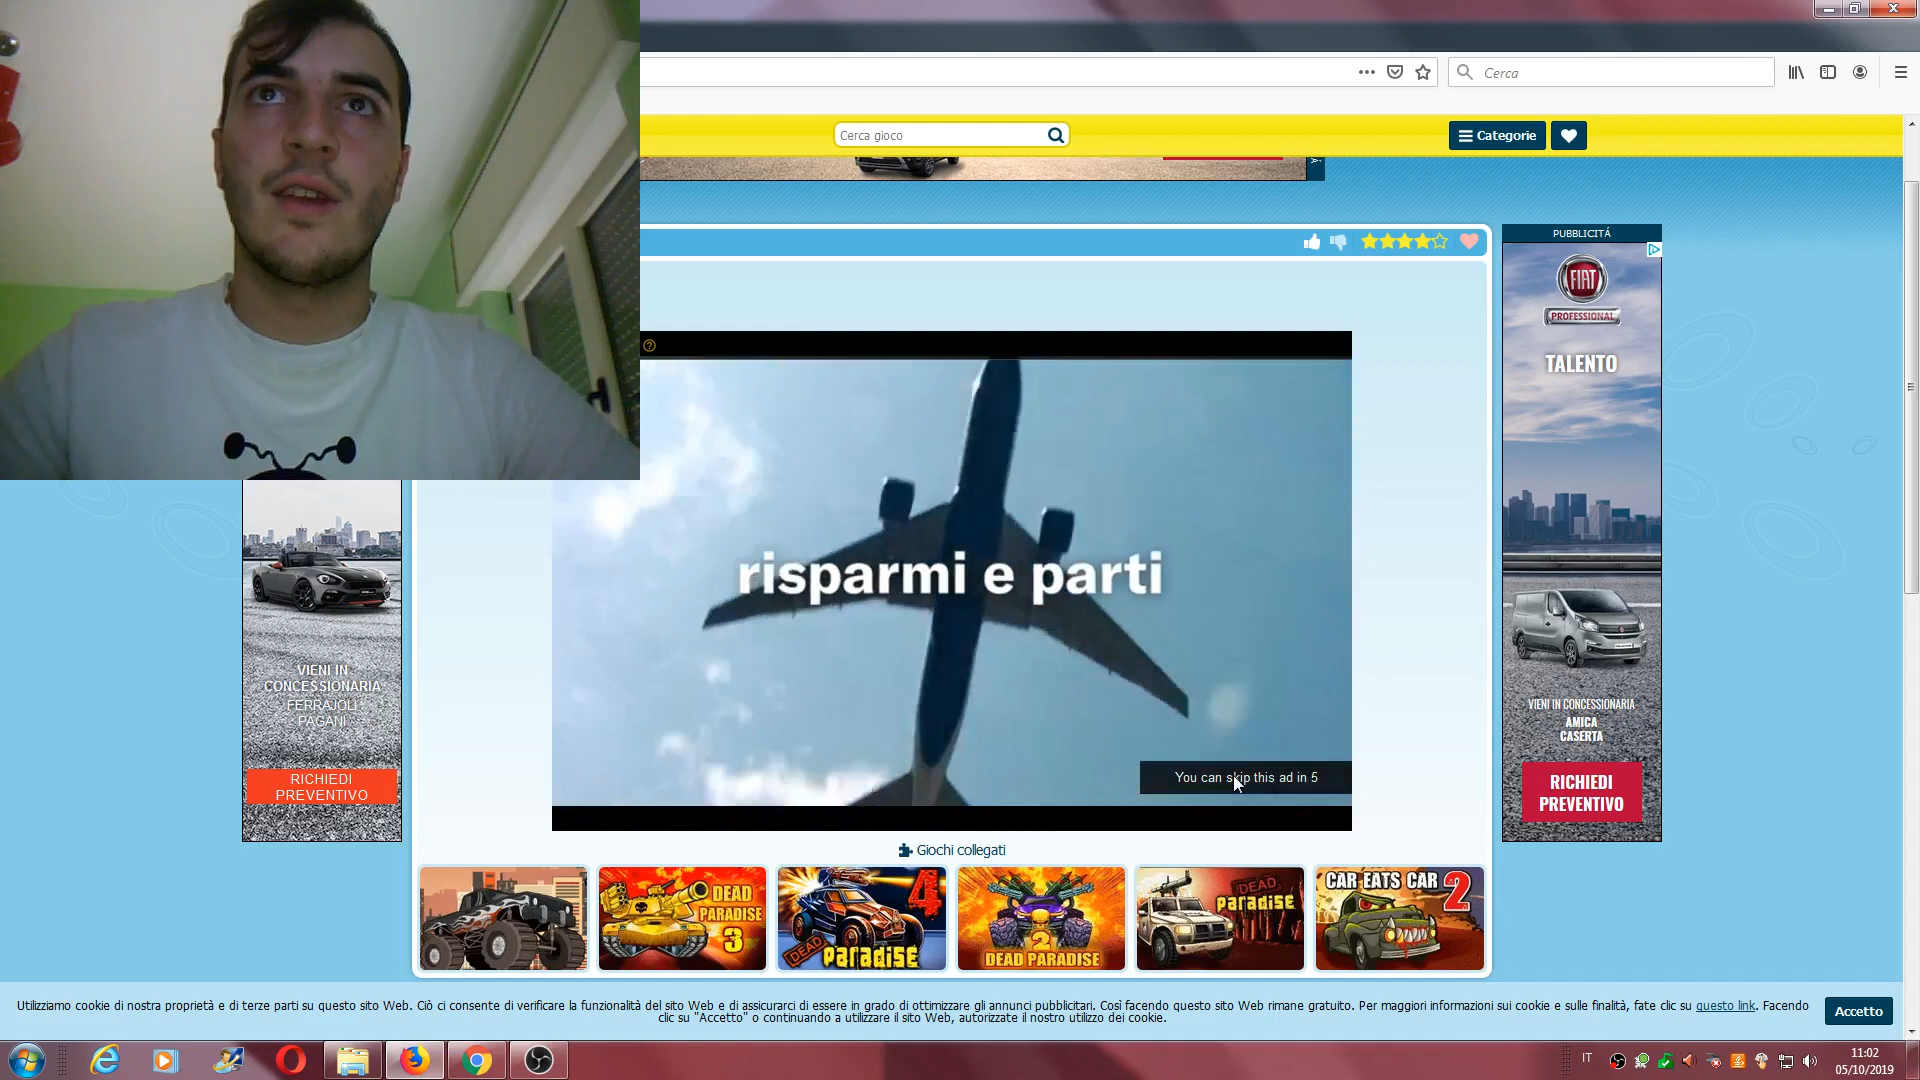 Cerca
Cerca gioco
Categorie
PUBBLICITÁ
FIAT
PROFESSIONAL
TALENTO
risparmi e parti
You can skip this ad in 5
VIENI IN
CONCESSIONARIA
FERRAJOLI
PAGANI
RICHIEDI
PREVENTIVO
VIENI IN CONCESSIONARIA
AMICA
CASERTA
RICHIEDI
PREVENTIVO
Giochi collegati
DEAD
PARADISE
3
4
DEAD
PARADISE
2
DEAD PARADISE
DEAD
PARADISE
CAR EATS CAR 2
Utilizziamo cookie di nostra proprietà e di terze parti su questo sito Web. Ciò ci consente di verificare la funzionalità del sito Web e di assicurarci di essere in grado di ottimizzare gli annunci pubblicitari. Così facendo questo sito Web rimane gratuito. Per maggiori informazioni sui cookie e sulle finalità, fate clic su questo link. Facendo
clic su "Accetto" o continuando a utilizzare il sito Web, autorizzate il nostro utilizzo dei cookie.
Accetto
IT
11:02
05/10/2019